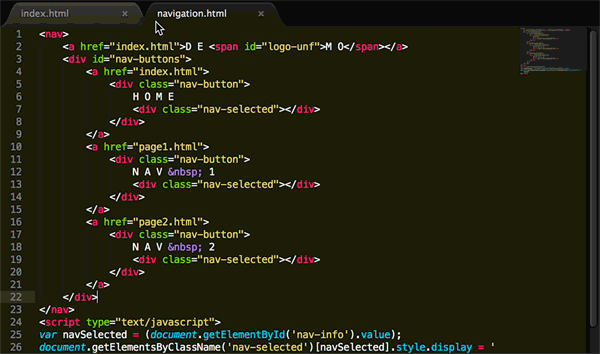 index.html × navigation.html ×
1 <nav>
2 <a href="index.html">D E <span id="logo-unf">M O</span></a>
3 <div id="nav-buttons">
4 <a href="index.html">
5 <div class="nav-button">
6 H O M E
7 <div class="nav-selected"></div>
8 </div>
9 </a>
10 <a href="page1.html">
11 <div class="nav-button">
12 N A V &nbsp; 1
13 <div class="nav-selected"></div>
14 </div>
15 </a>
16 <a href="page2.html">
17 <div class="nav-button">
18 N A V &nbsp; 2
19 <div class="nav-selected"></div>
20 </div>
21 </a>
22 </div>
23 </nav>
24 <script type="text/javascript">
25 var navSelected = (document.getElementById('nav-info').value);
26 document.getElementsByClassName('nav-selected')[navSelected].style.display = '